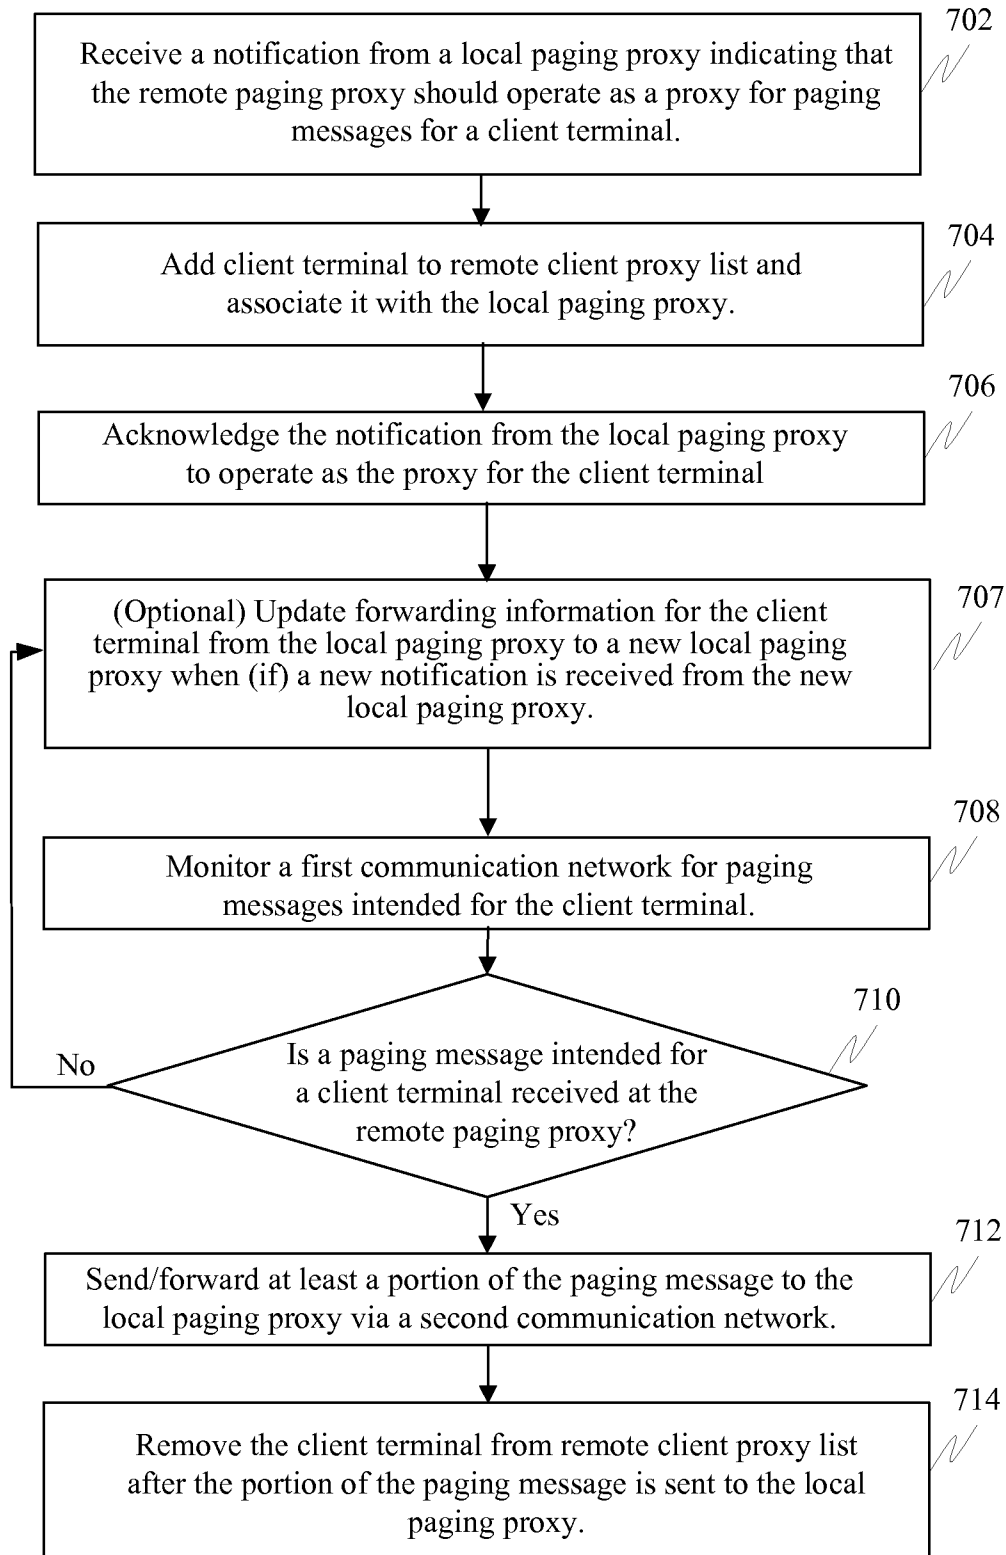 702
Receive a notification from a local paging proxy indicating that
the remote paging proxy should operate as a proxy for paging
messages for a client terminal.
704
Add client terminal to remote client proxy list and
associate it with the local paging proxy.
706
Acknowledge the notification from the local paging proxy
to operate as the proxy for the client terminal
707
(Optional) Update forwarding information for the client
terminal from the local paging proxy to a new local paging
proxy when (if) a new notification is received from the new
local paging proxy.
708
Monitor a first communication network for paging
messages intended for the client terminal.
710
Is a paging message intended for
a client terminal received at the
remote paging proxy?
No
Yes
712
Send/forward at least a portion of the paging message to the
local paging proxy via a second communication network.
714
Remove the client terminal from remote client proxy list
after the portion of the paging message is sent to the local
paging proxy.